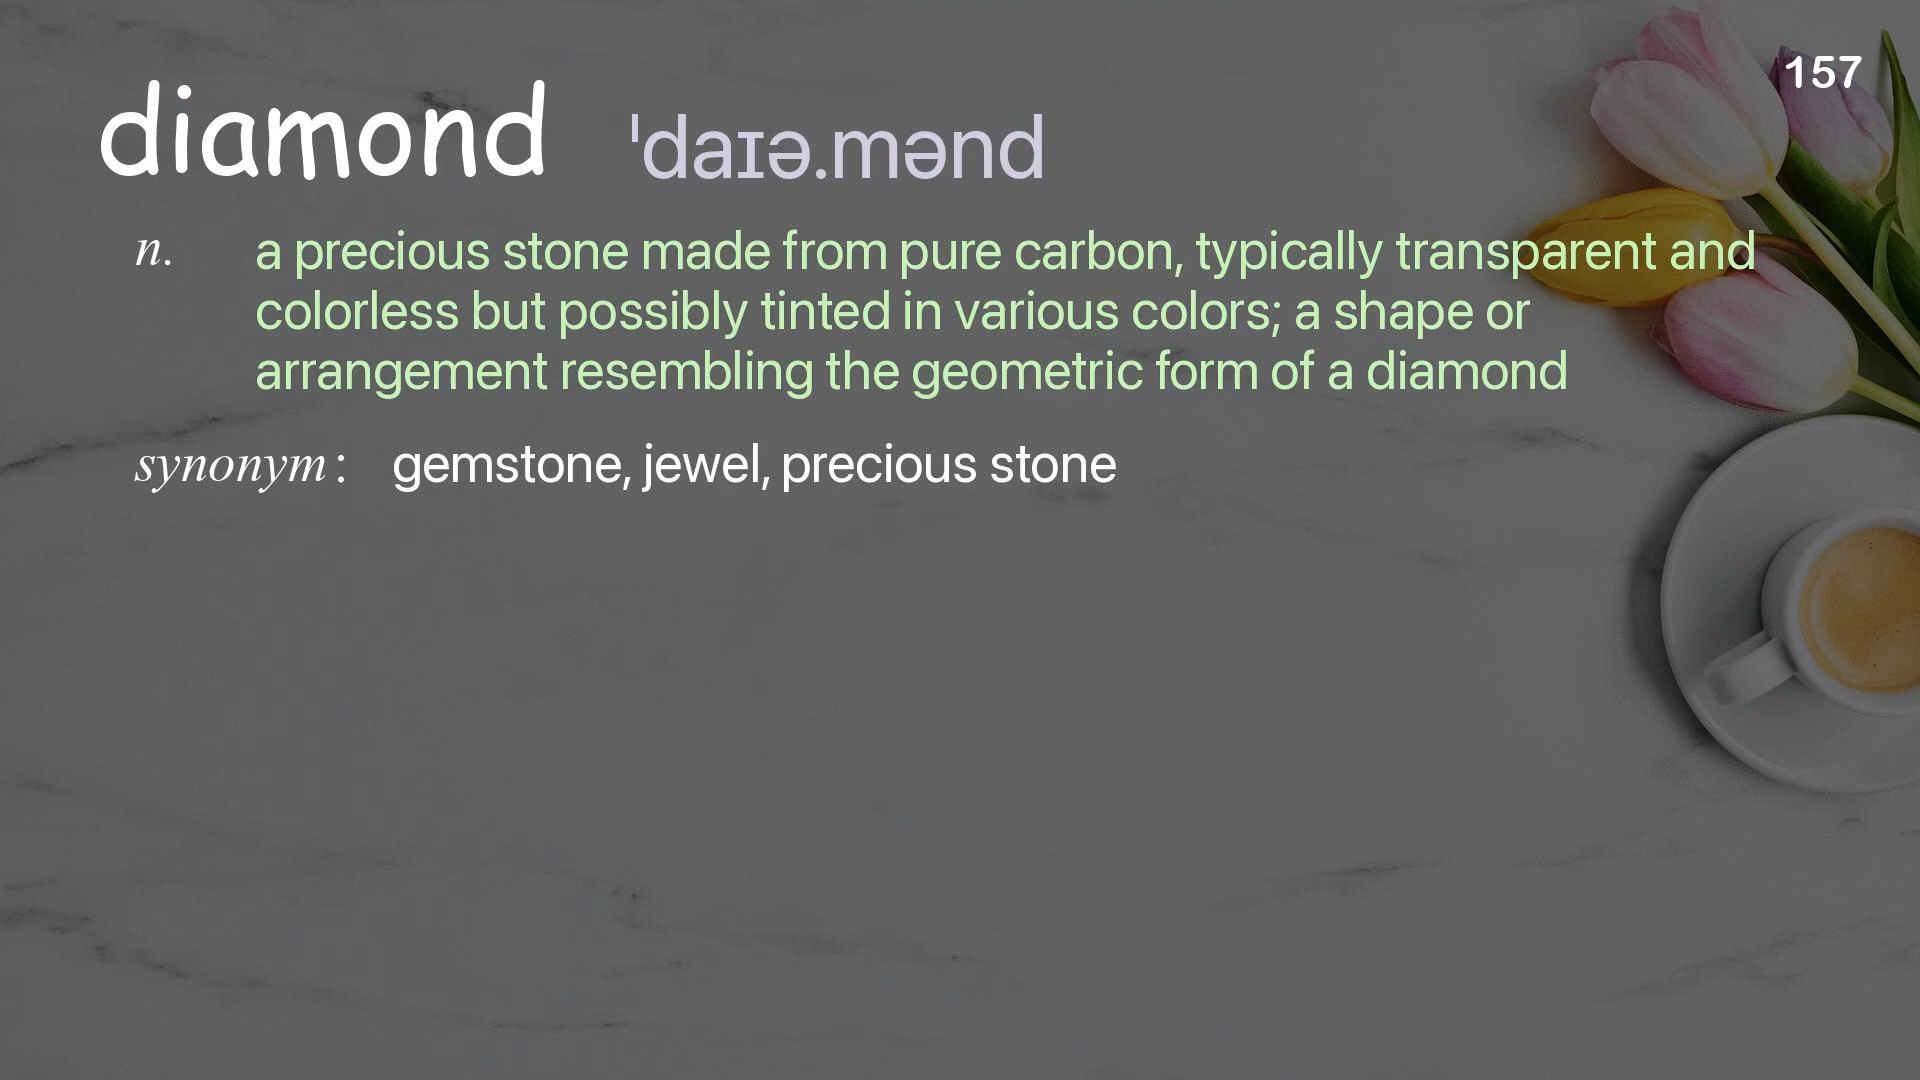 157
diamond ˈdaɪə.mənd
n. a precious stone made from pure carbon, typically transparent and
colorless but possibly tinted in various colors; a shape or
arrangement resembling the geometric form of a diamond
synonym : gemstone, jewel, precious stone